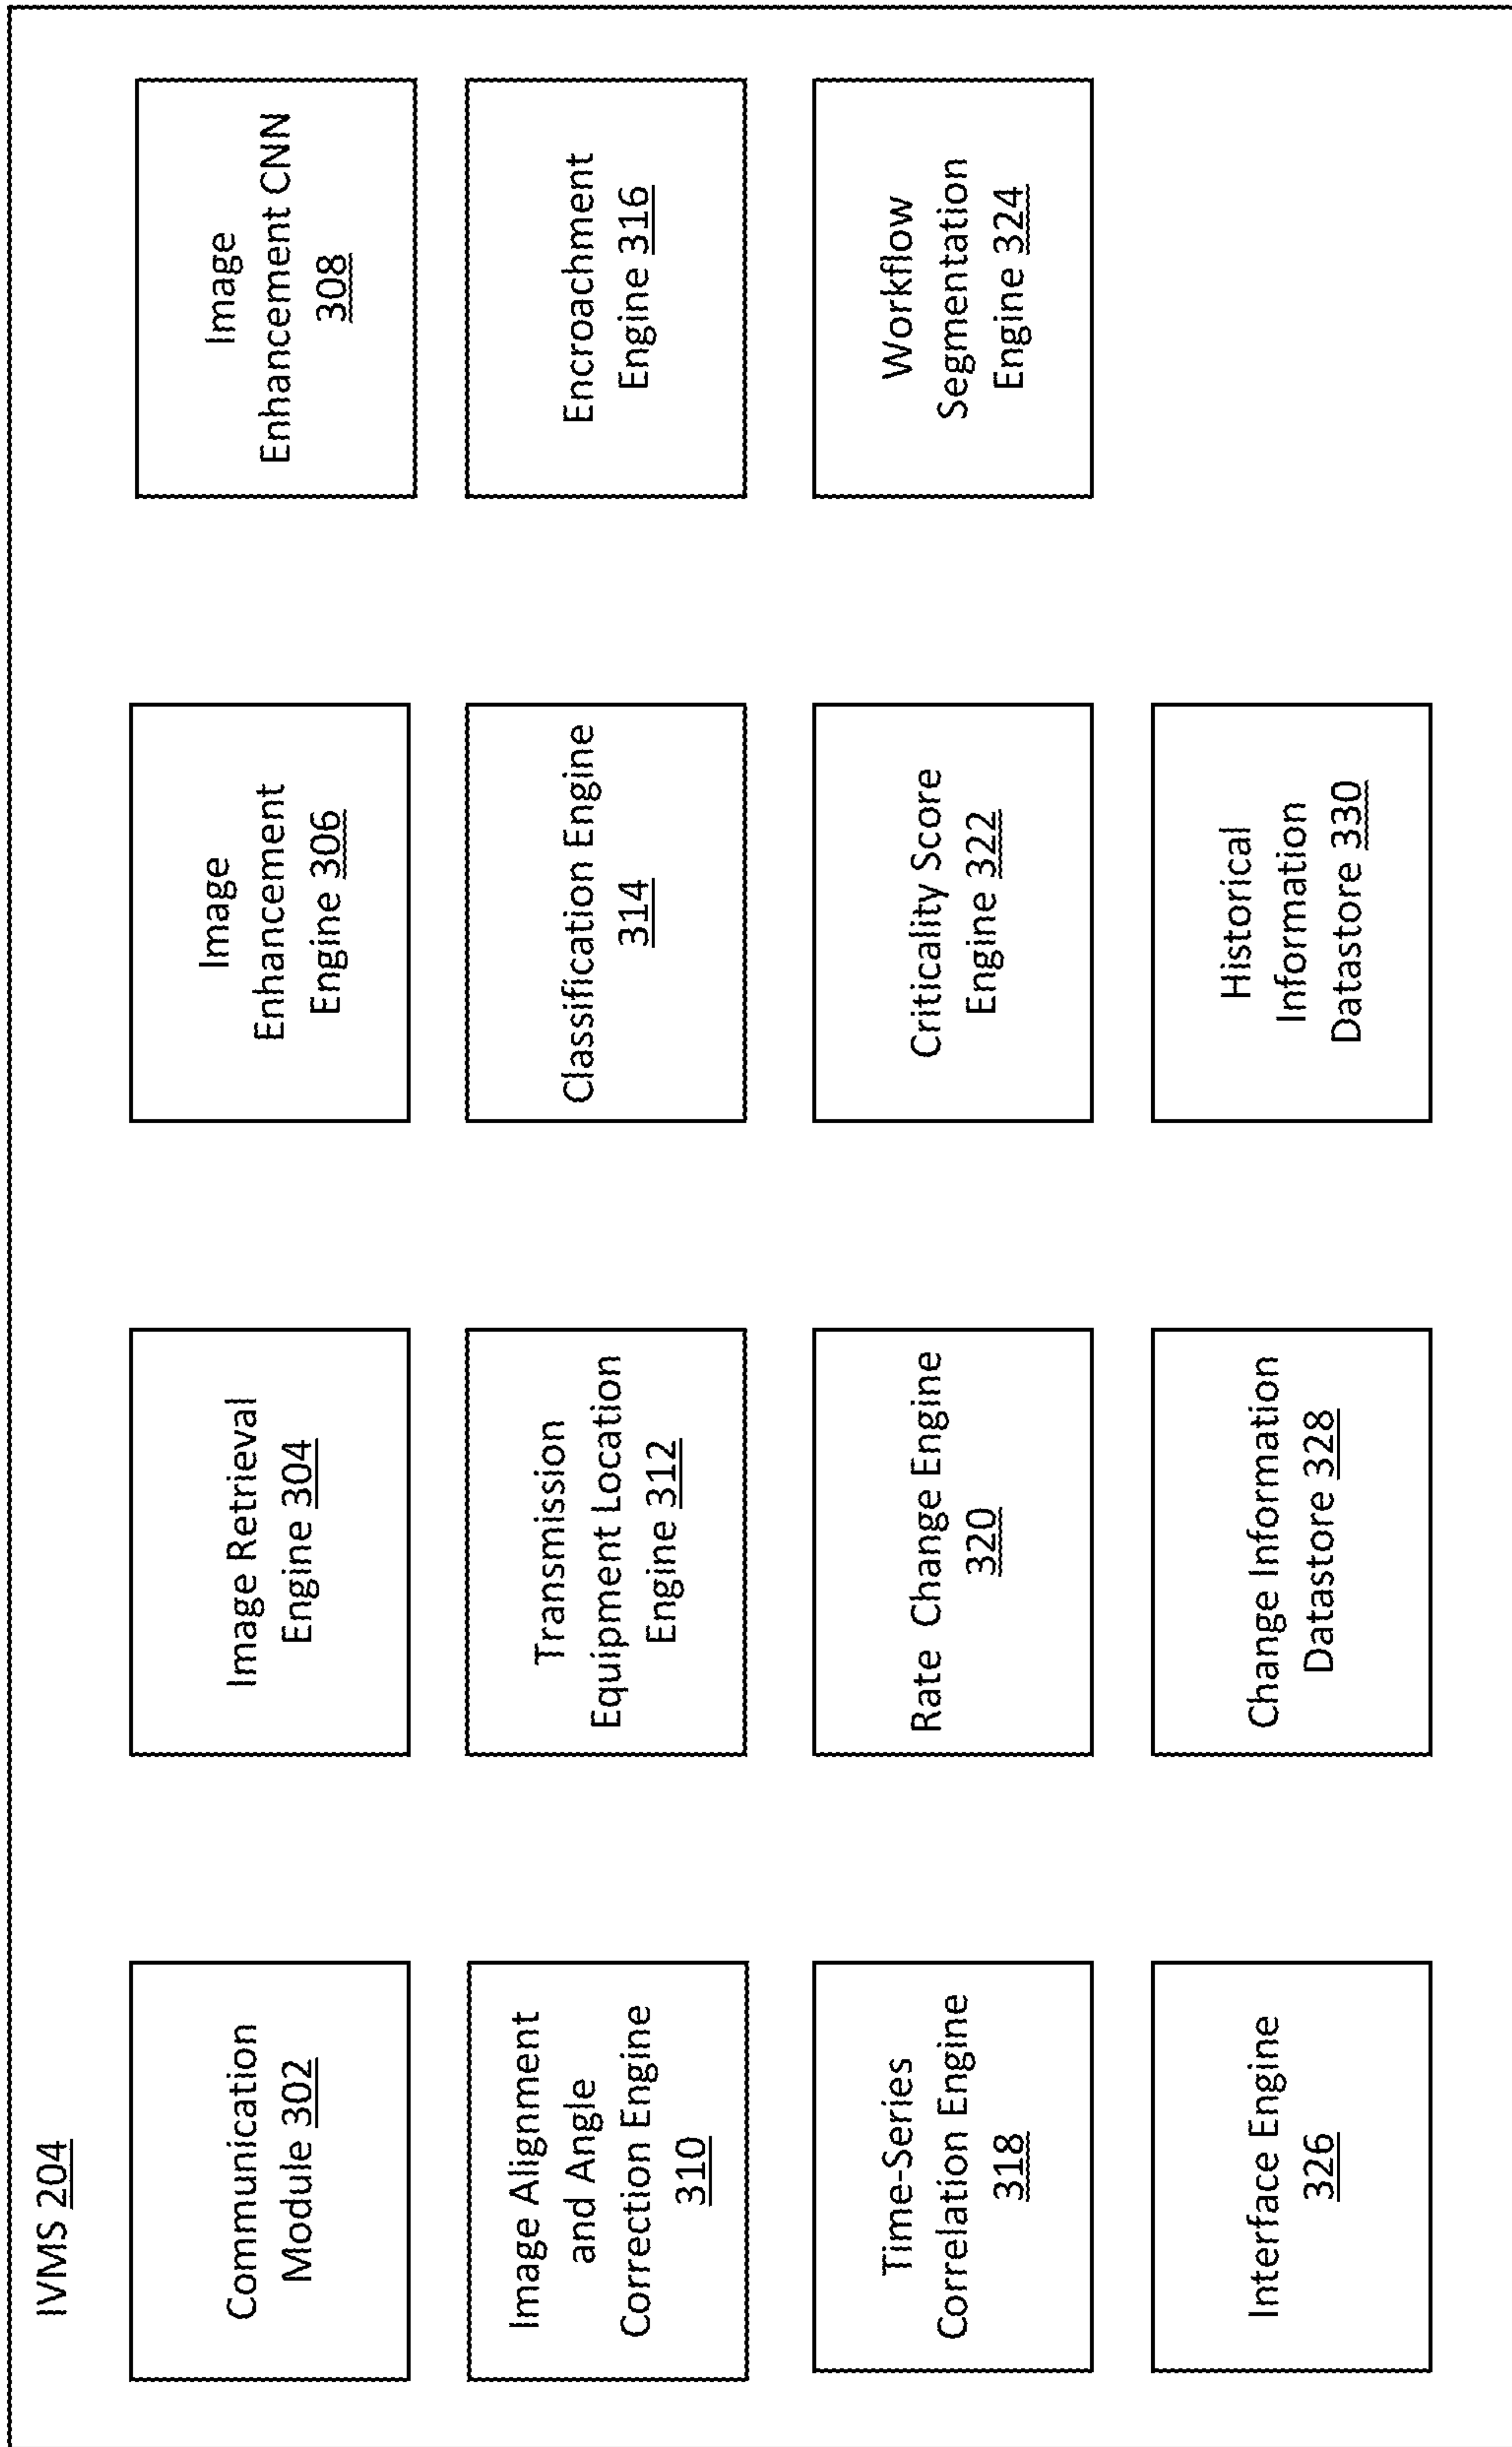 IVMS 204
Communication
Module 302
Image Retrieval
Engine 304
Image
Enhancement
Engine 306
Image
Enhancement CNN
308
Image Alignment
and Angle
Correction Engine
310
Transmission
Equipment Location
Engine 312
Classification Engine
314
Encroachment
Engine 316
Time-Series
Correlation Engine
318
Rate Change Engine
320
Criticality Score
Engine 322
Workflow
Segmentation
Engine 324
Interface Engine
326
Change Information
Datastore 328
Historical
Information
Datastore 330